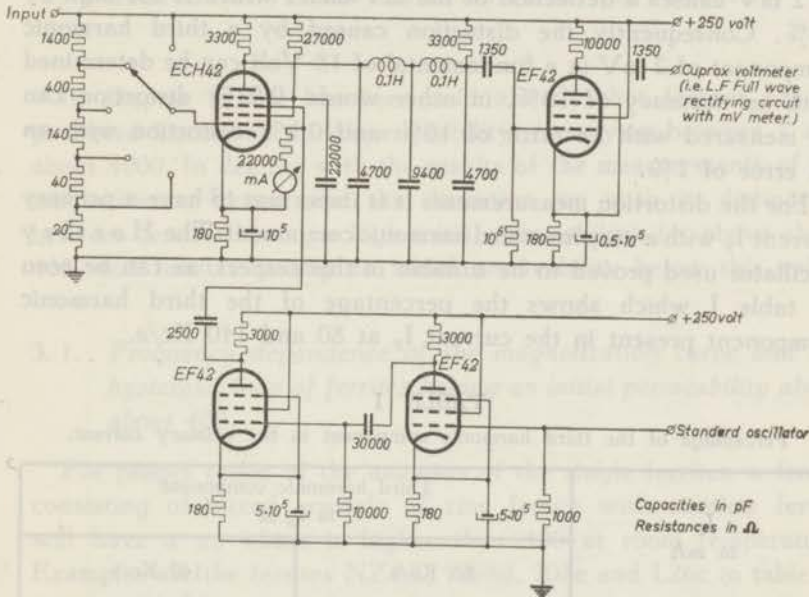 Input
1400
400
140
40
20
3300
27000
ECH42
22000
mA
180
10⁵
22000
4700
9400
4700
0.1H
0.1H
3300
1350
EF42
10⁶
180
0,5·10⁵
10000
1350
+250 volt
Cuprox voltmeter
(i.e. L.F. Full wave
rectifying circuit
with mV meter.)
2500
3000
EF42
180
5·10⁵
30000
10000
3000
EF42
180
5·10⁵
1000
+250volt
Standard oscillator
Capacities in pF
Resistances in Ω